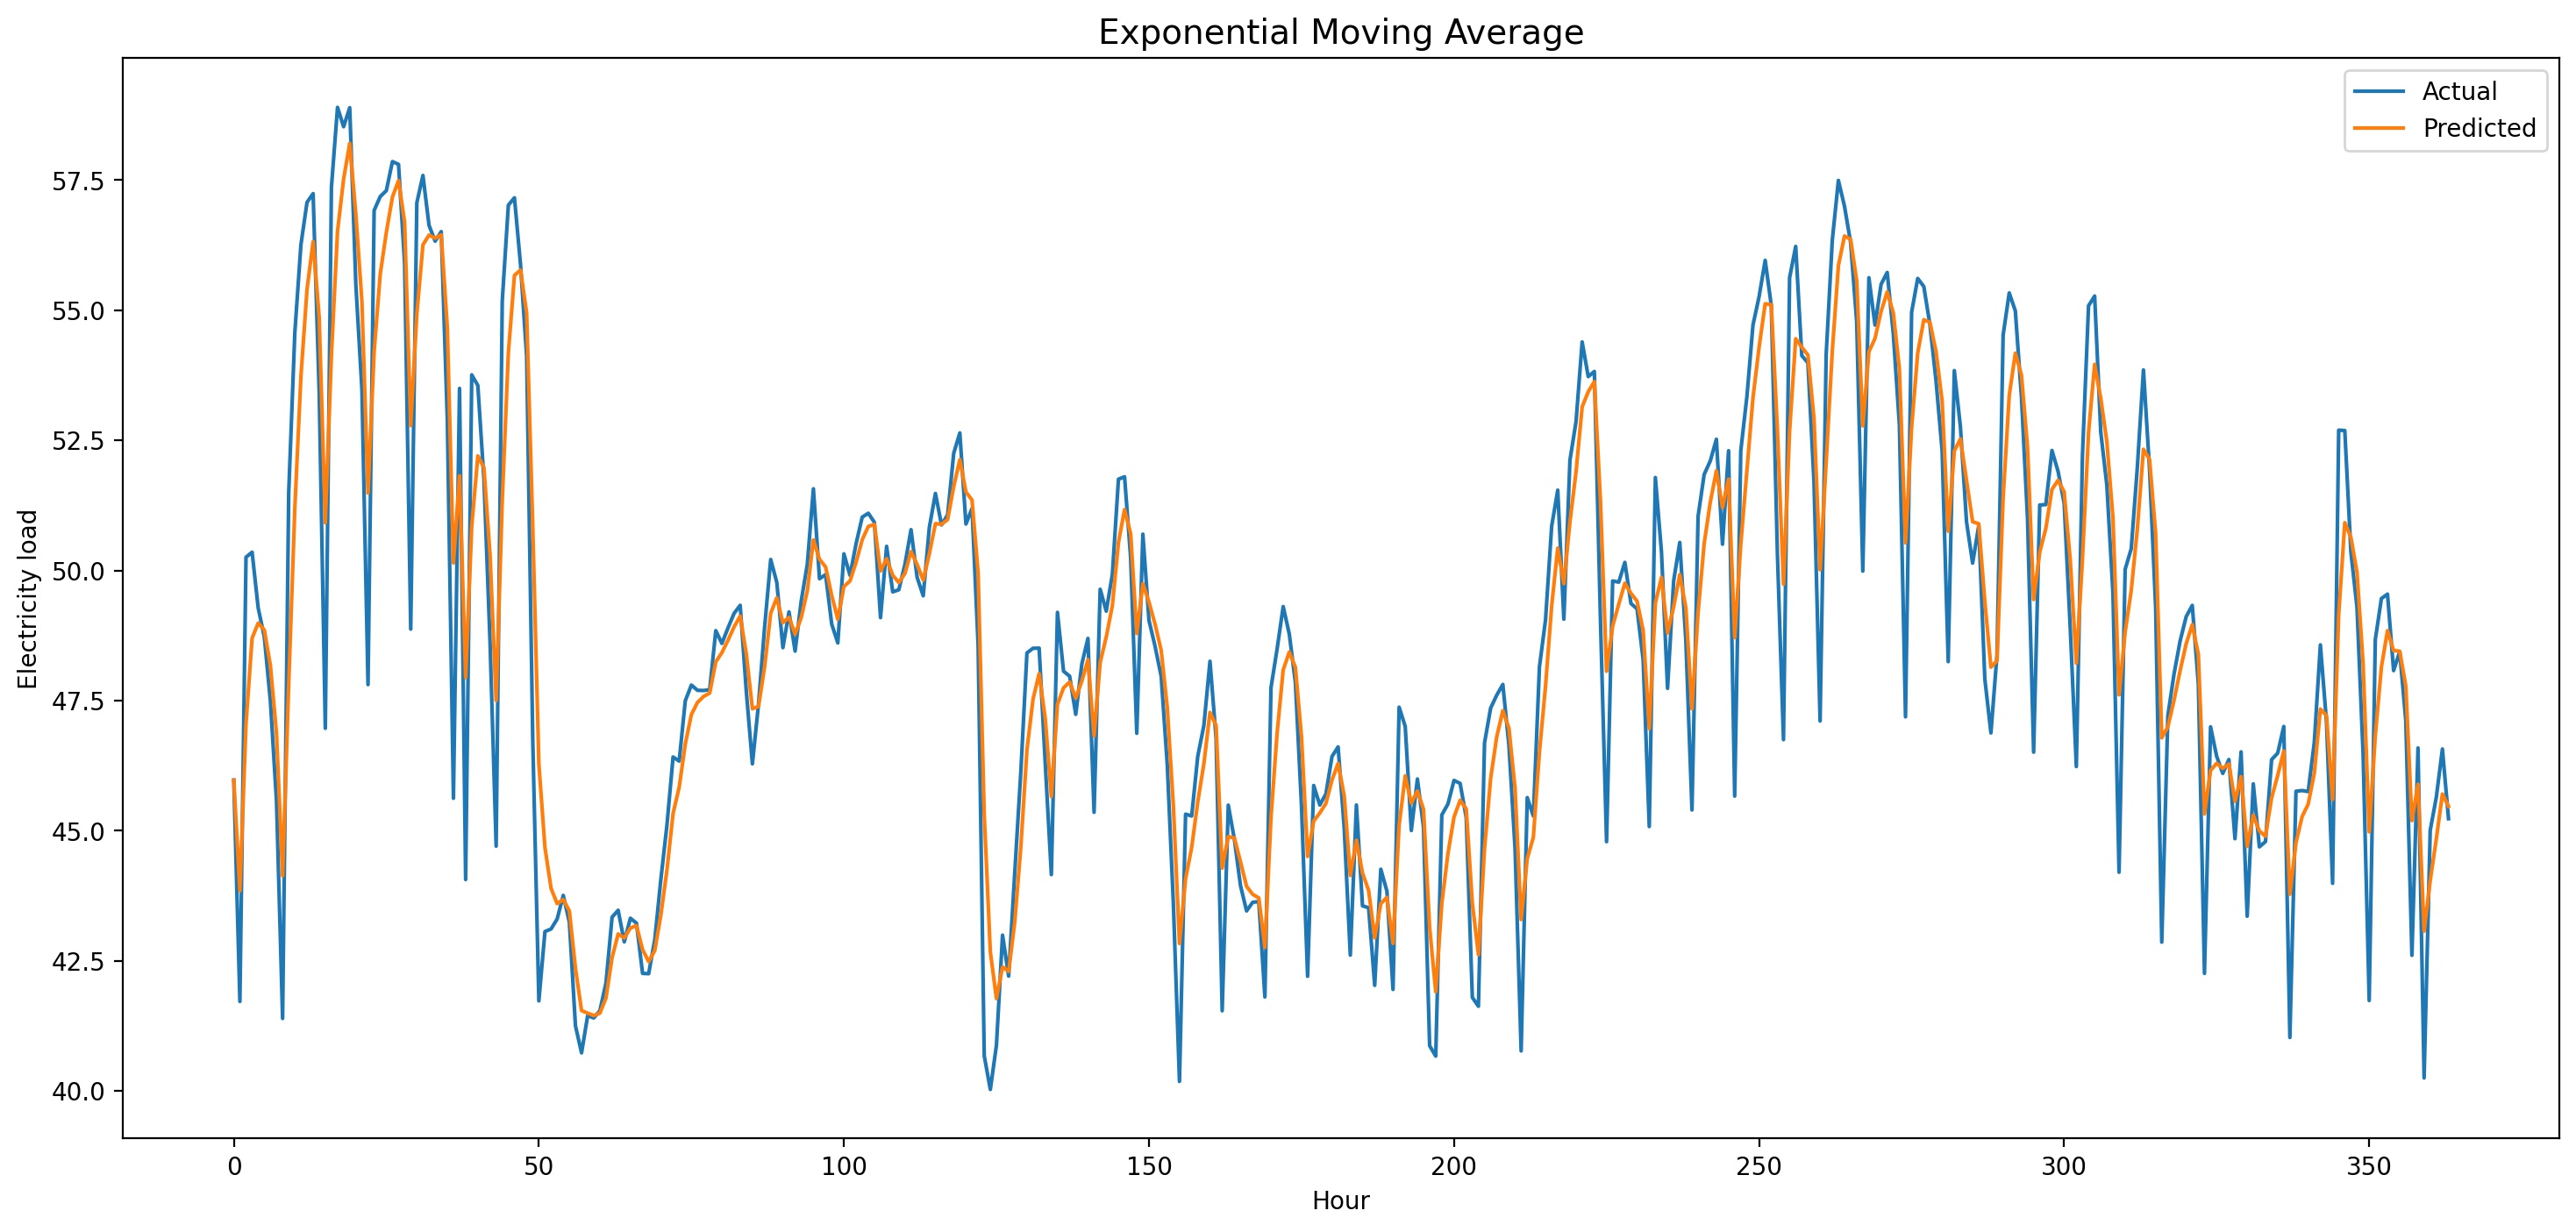 Exponential Moving Average
Actual
Predicted
57.5
55.0
52.5
50.0
47.5
45.0
42.5
40.0
Electricity load
0 50 100 150 200 250 300 350
Hour